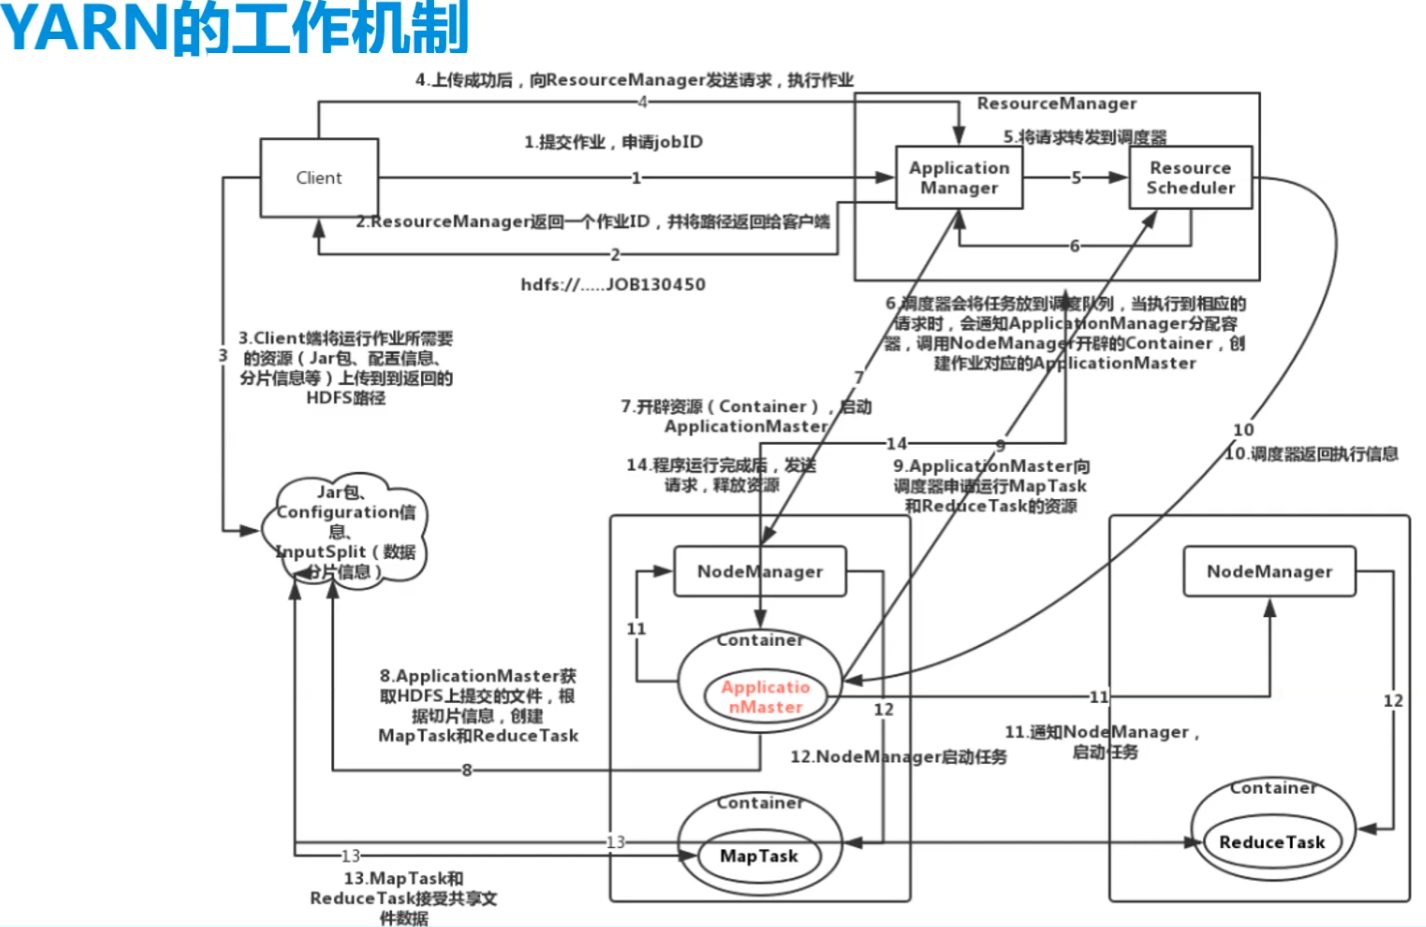 YARN的工作机制
4.上传成功后，向ResourceManager发送请求，执行作业
4
ResourceManager
1.提交作业，申请jobID
5.将请求转发到调度器
Client
1
Application
Manager
5
Resource
Scheduler
2.ResourceManager返回一个作业ID，并将路径返回给客户端
2
6
hdfs://.....JOB130450
6.调度器会将任务放到调度队列，当执行到相应的
请求时，会通知ApplicationManager分配容
器，调用NodeManager开辟的Container，创
建作业对应的ApplicationMaster
3
3.Client端将运行作业所需要
的资源（Jar包、配置信息、
分片信息等）上传到到返回的
HDFS路径
7
7.开辟资源（Container），启动
ApplicationMaster
14
9
10
10.调度器返回执行信息
14.程序运行完成后，发送
请求，释放资源
9.ApplicationMaster向
调度器申请运行MapTask
和ReduceTask的资源
Jar包、
Configuration信
息、
InputSplit（数据
分片信息）
NodeManager
NodeManager
11
Container
Applicatio
nMaster
11
12
12
8.ApplicationMaster获
取HDFS上提交的文件，根
据切片信息，创建
MapTask和ReduceTask
8
12.NodeManager启动任务
11.通知NodeManager，
启动任务
Container
Container
13
13
MapTask
ReduceTask
13.MapTask和
ReduceTask接受共享文
件数据